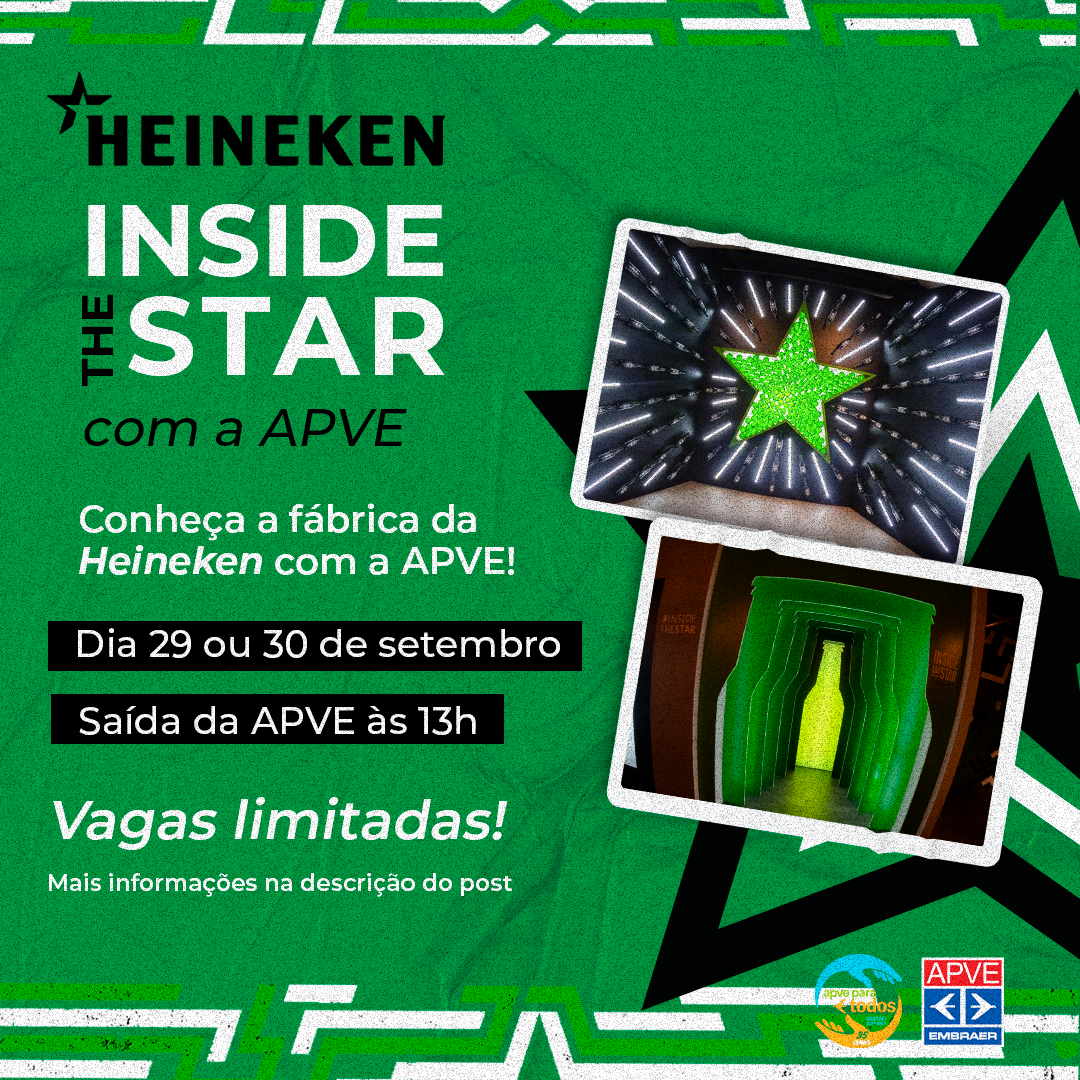 HEINEKEN
INSIDE
THE STAR
com a APVE
Conheça a fábrica da
Heineken com a APVE!
Dia 29 ou 30 de setembro
Saída da APVE às 13h
Vagas limitadas!
Mais informações na descrição do post
#INSIDE
THESTAR
INSIDE
THE STAR
apve para
todos
APVE
EMBRAER